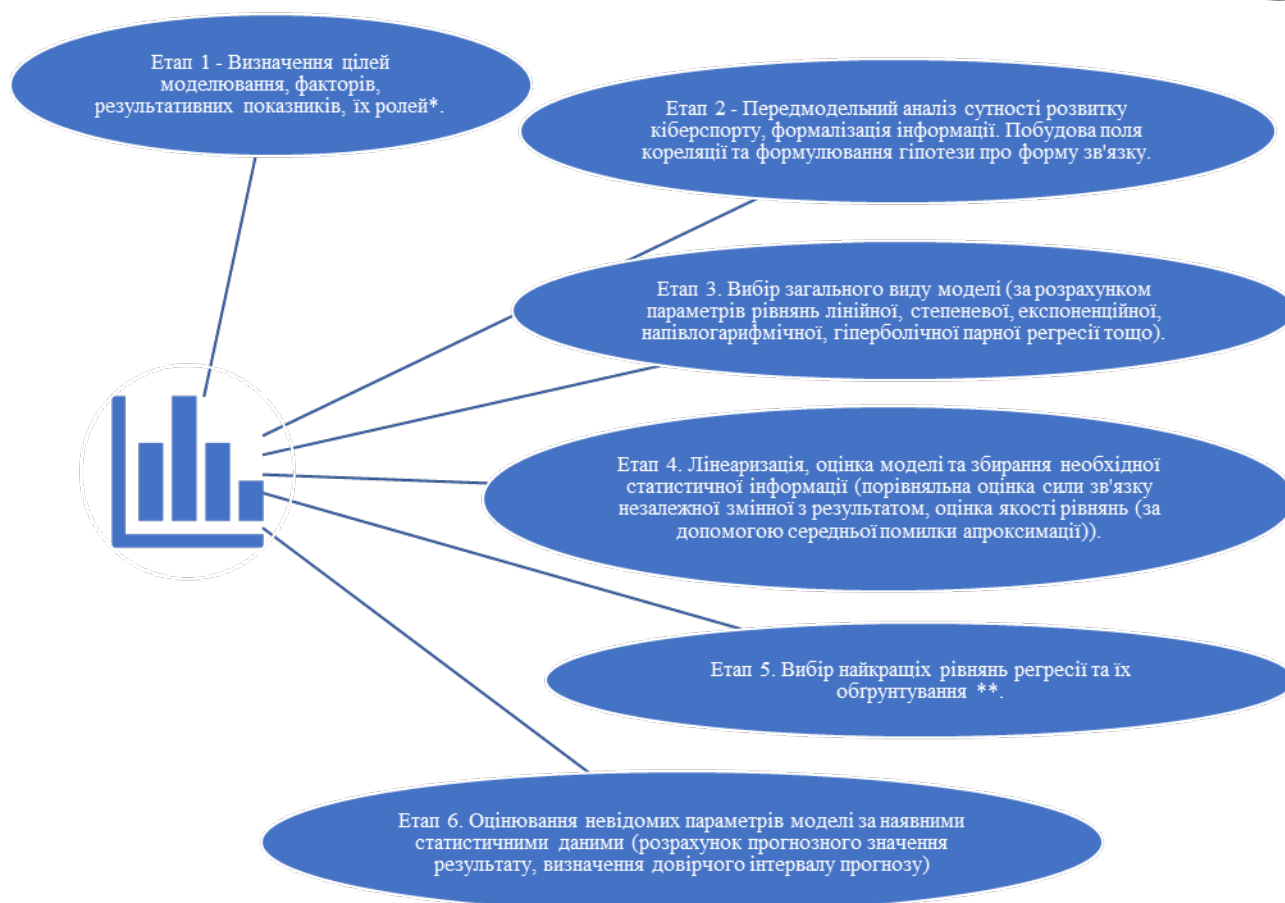 Етап 1 - Визначення цілей
моделювання, факторів,
результативних показників, їх ролей*.
Етап 2 - Передмодельний аналіз сутності розвитку
кіберспорту, формалізація інформації. Побудова поля
кореляції та формулювання гіпотези про форму зв'язку.
Етап 3. Вибір загального виду моделі (за розрахунком
параметрів рівнянь лінійної, степеневої, експоненційної,
напівлогарифмічної, гіперболічної парної регресії тощо).
Етап 4. Лінеаризація, оцінка моделі та збирання необхідної
статистичної інформації (порівняльна оцінка сили зв'язку
незалежної змінної з результатом, оцінка якості рівнянь (за
допомогою середньої помилки апроксимації)).
Етап 5. Вибір найкращіх рівнянь регресії та їх
обґрунтування **.
Етап 6. Оцінювання невідомих параметрів моделі за наявними
статистичними даними (розрахунок прогнозного значення
результату, визначення довірчого інтервалу прогнозу)